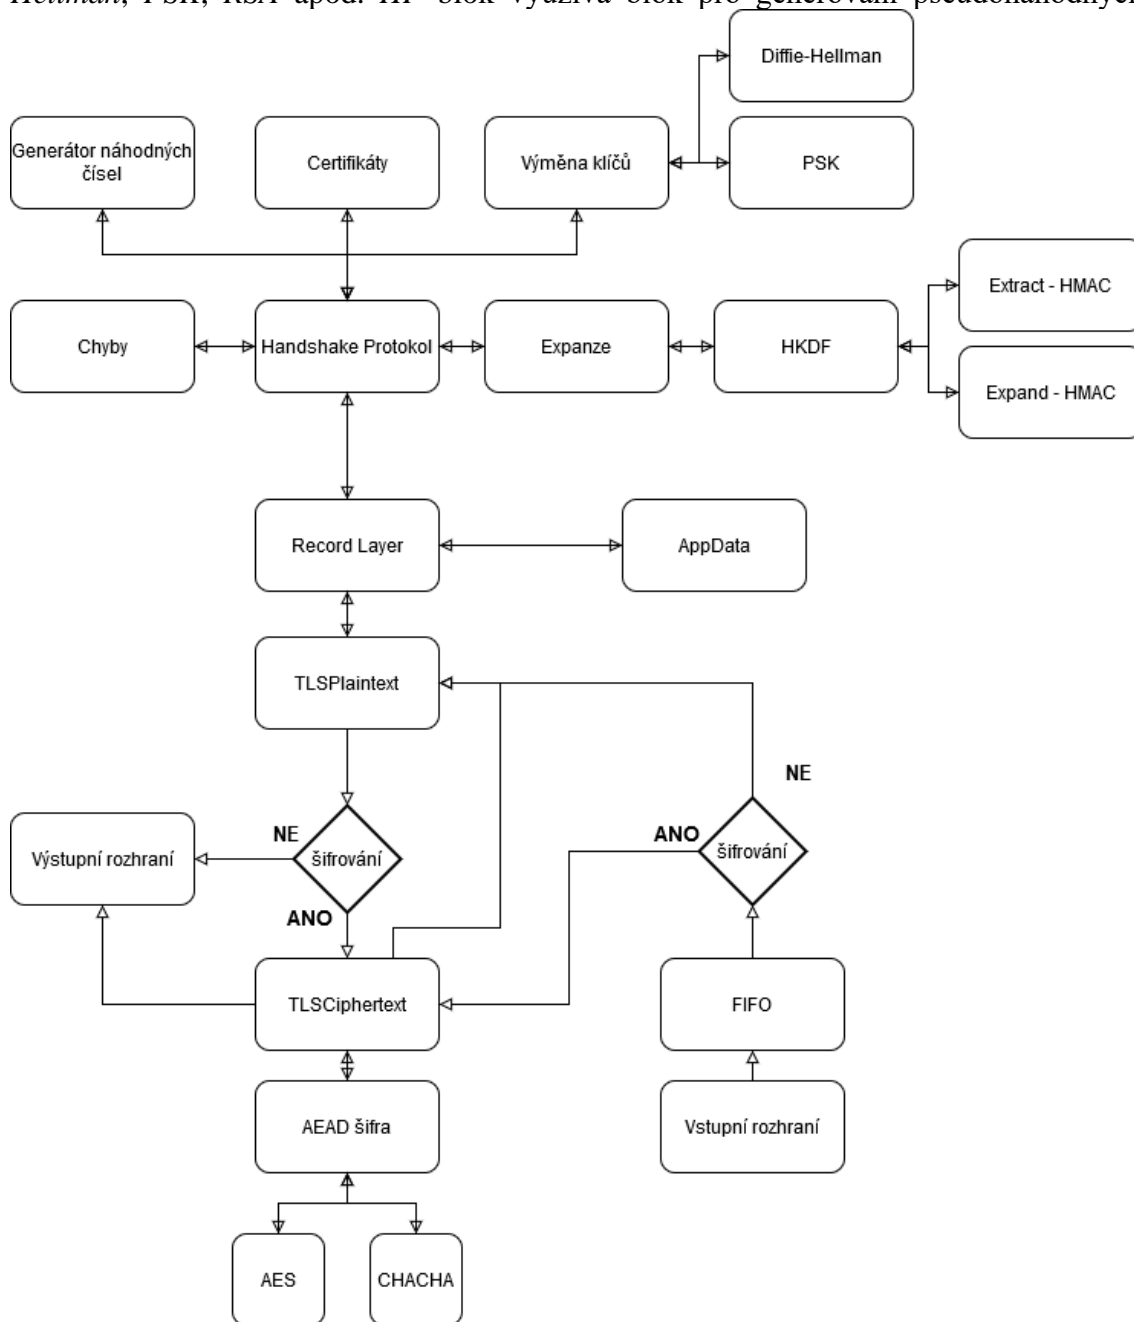 Hellman, PSK, RSA apod. HP blok využívá blok pro generování pseudonáhodných
Diffie-Hellman
Generátor náhodných
čísel
Certifikáty
Výměna klíčů
PSK
Extract - HMAC
Chyby
Handshake Protokol
Expanze
HKDF
Expand - HMAC
Record Layer
AppData
TLSPlaintext
NE
NE
ANO
Výstupní rozhraní
šifrování
šifrování
ANO
TLSCiphertext
FIFO
AEAD šifra
Vstupní rozhraní
AES
CHACHA